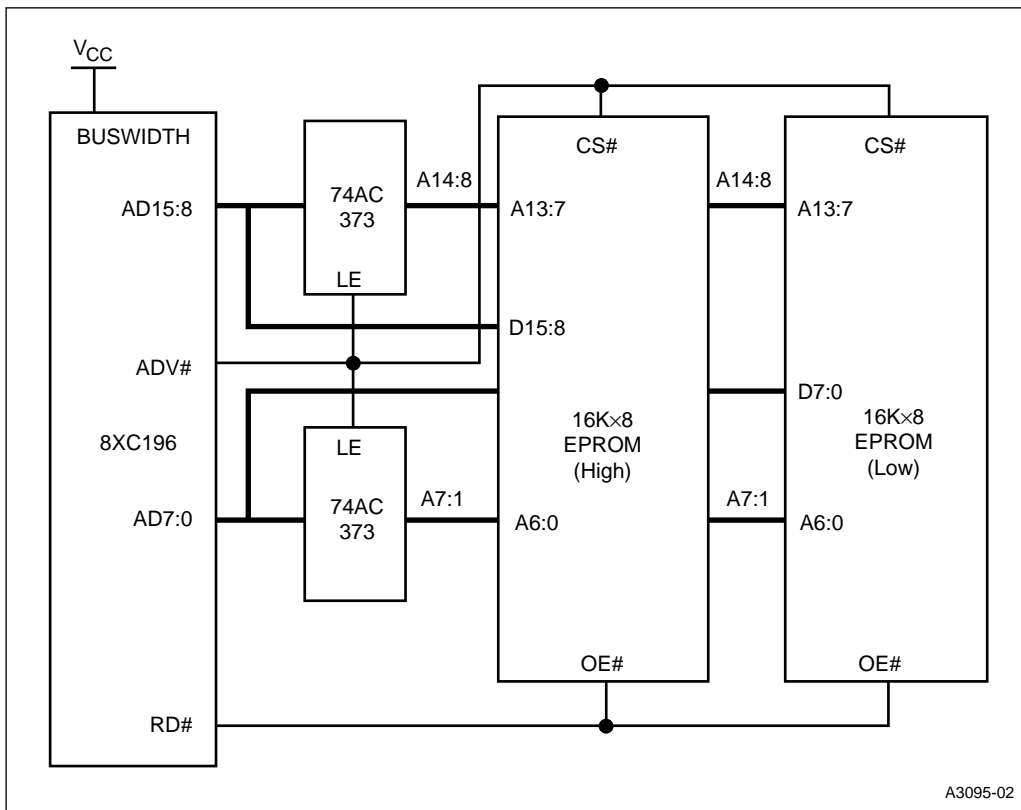 VCC
BUSWIDTH
AD15:8
ADV#
8XC196
AD7:0
RD#
74AC
373
LE
A14:8
LE
74AC
373
A7:1
CS#
A13:7
D15:8
16K×8
EPROM
(High)
A6:0
OE#
A14:8
A7:1
CS#
A13:7
D7:0
16K×8
EPROM
(Low)
A6:0
OE#
A3095-02